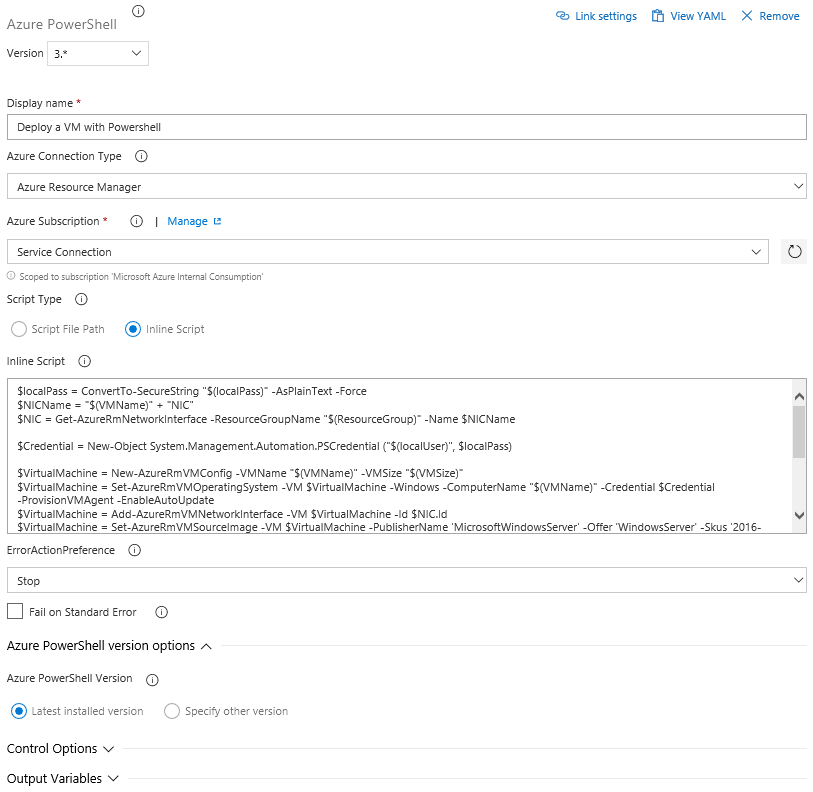 Azure PowerShell
Link settings View YAML Remove
Version 3.*
Display name *
Deploy a VM with Powershell
Azure Connection Type
Azure Resource Manager
Azure Subscription * | Manage
Service Connection
Scoped to subscription 'Microsoft Azure Internal Consumption'
Script Type
Script File Path Inline Script
Inline Script
$localPass = ConvertTo-SecureString "$(localPass)" -AsPlainText -Force
$NICName = "$(VMName)" + "NIC"
$NIC = Get-AzureRmNetworkInterface -ResourceGroupName "$(ResourceGroup)" -Name $NICName
$Credential = New-Object System.Management.Automation.PSCredential ("$(localUser)", $localPass)
$VirtualMachine = New-AzureRmVMConfig -VMName "$(VMName)" -VMSize "$(VMSize)"
$VirtualMachine = Set-AzureRmVMOperatingSystem -VM $VirtualMachine -Windows -ComputerName "$(VMName)" -Credential $Credential
-ProvisionVMAgent -EnableAutoUpdate
$VirtualMachine = Add-AzureRmVMNetworkInterface -VM $VirtualMachine -Id $NIC.Id
$VirtualMachine = Set-AzureRmVMSourceImage -VM $VirtualMachine -PublisherName 'MicrosoftWindowsServer' -Offer 'WindowsServer' -Skus '2016-
ErrorActionPreference
Stop
Fail on Standard Error
Azure PowerShell version options
Azure PowerShell Version
Latest installed version Specify other version
Control Options
Output Variables